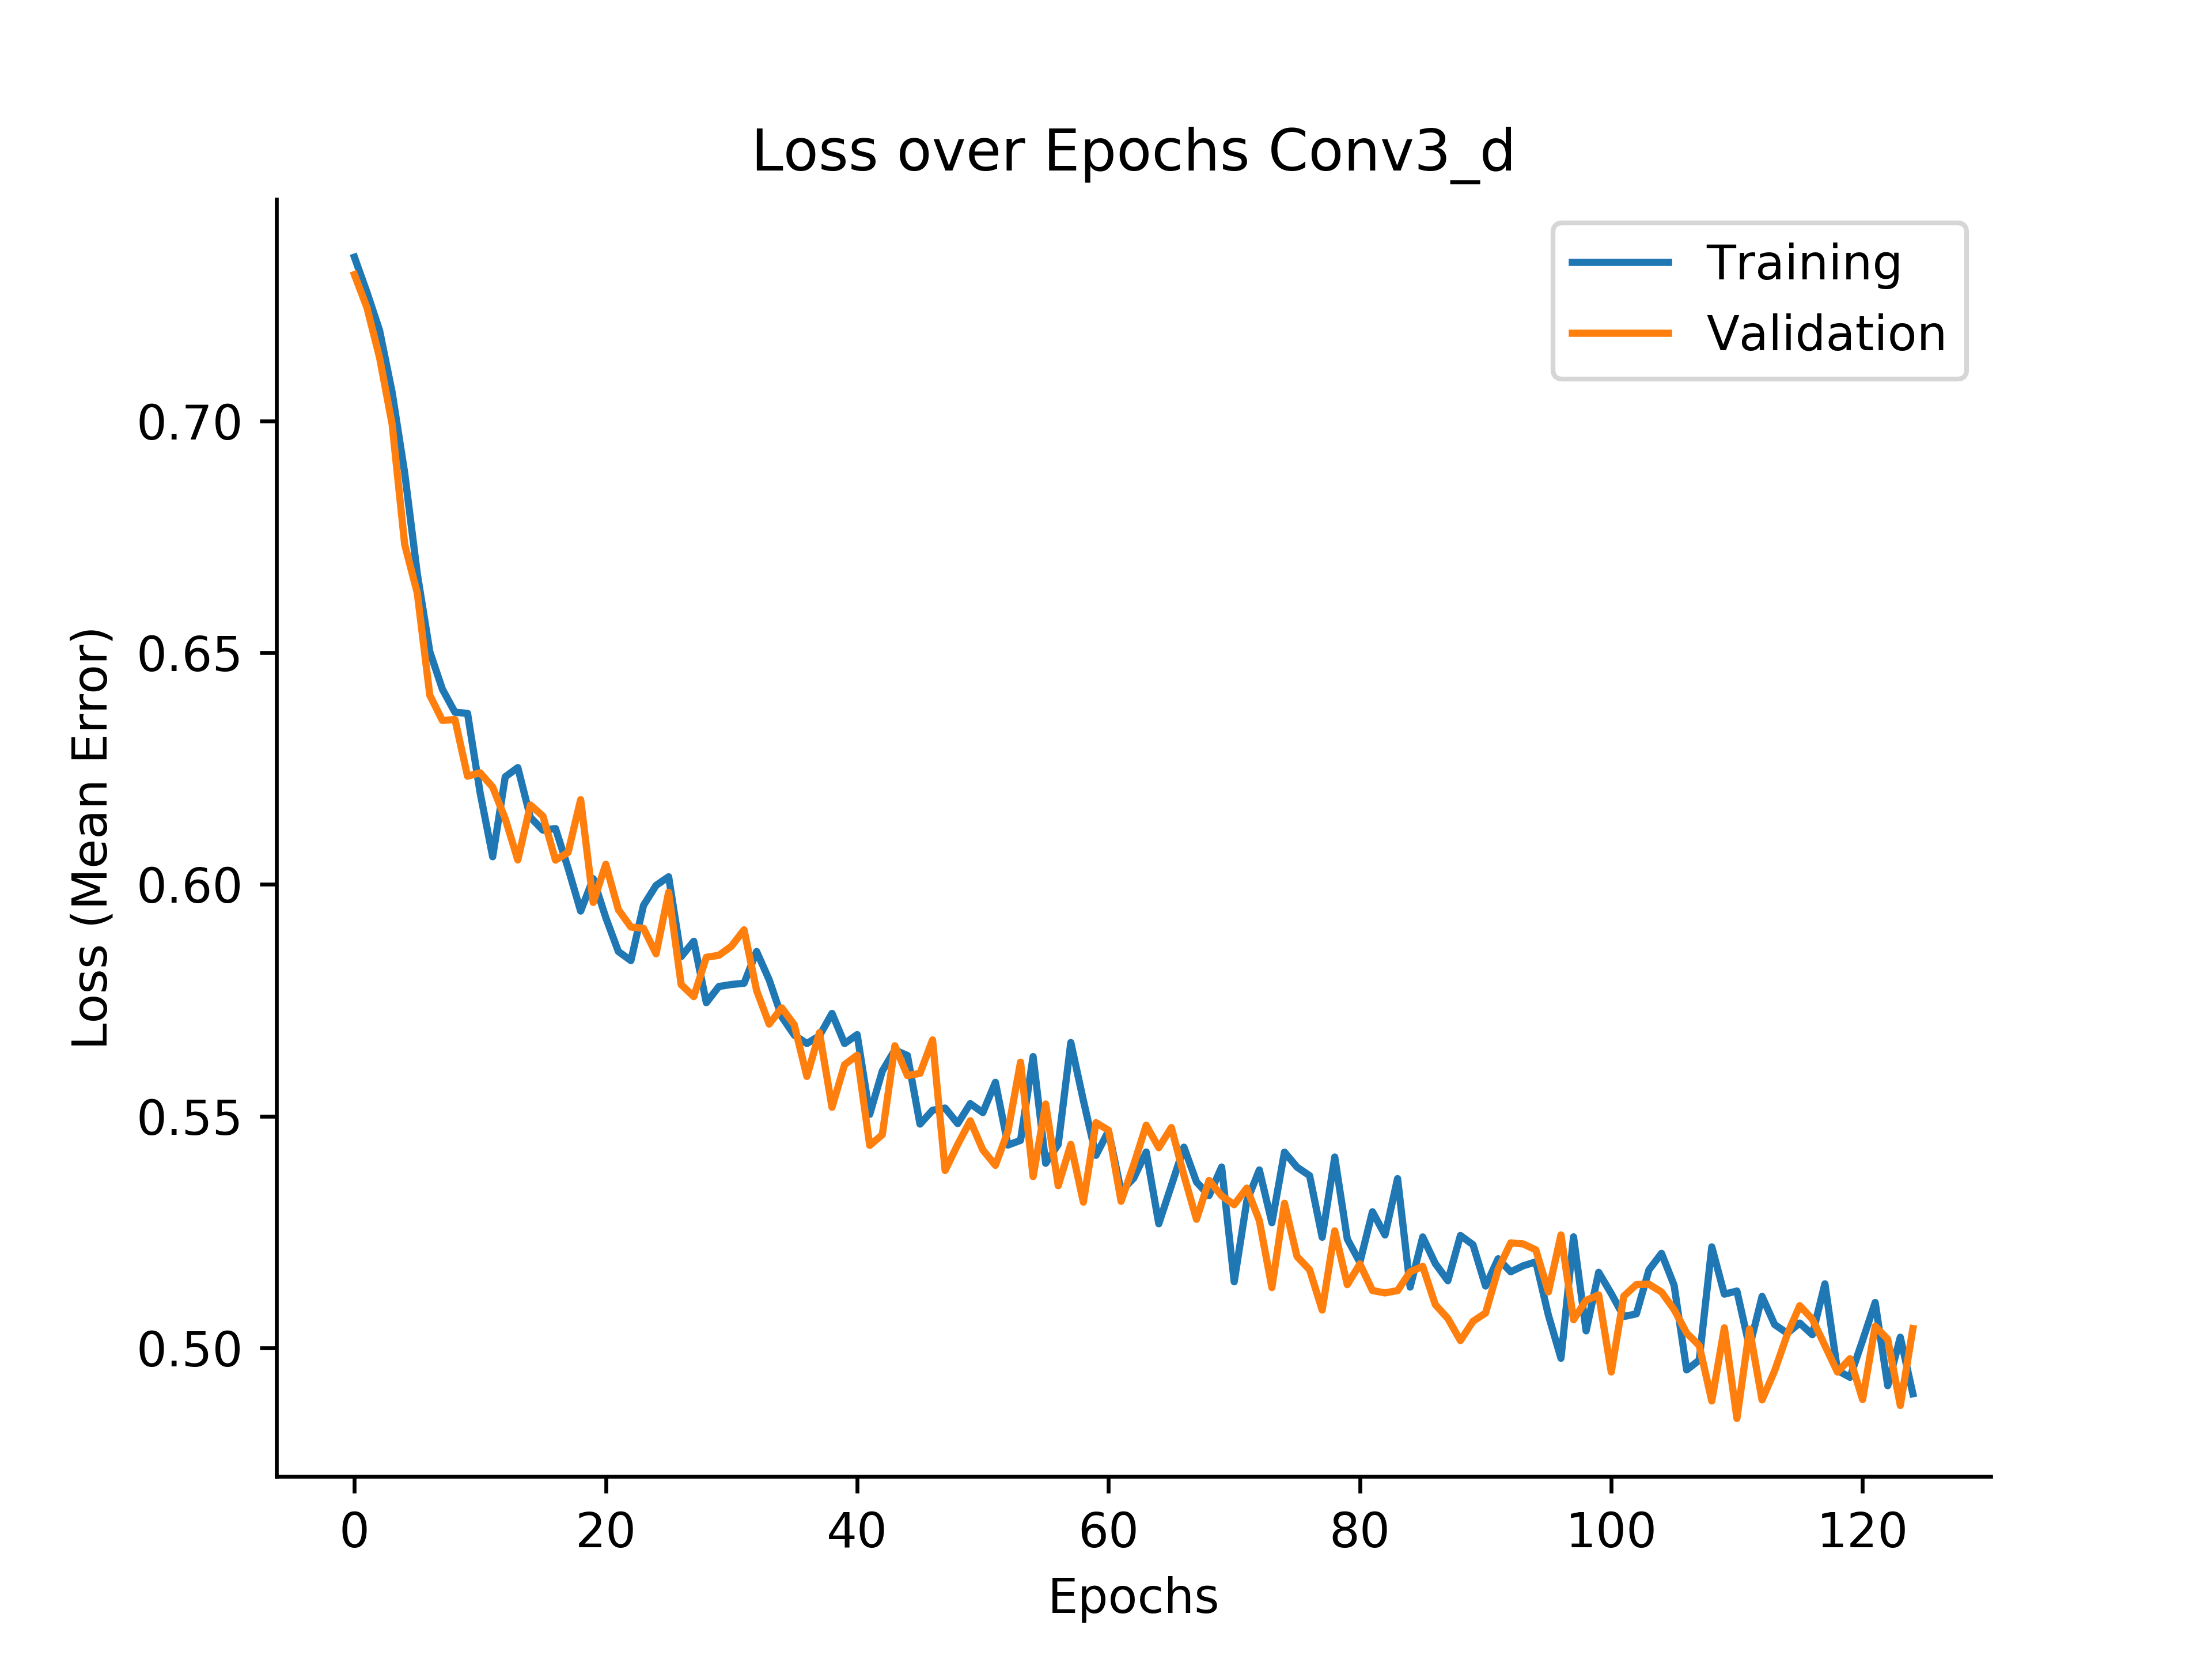 Loss over Epochs Conv3_d
Training
Validation
0.70
0.65
0.60
0.55
0.50
Loss (Mean Error)
0 20 40 60 80 100 120
Epochs